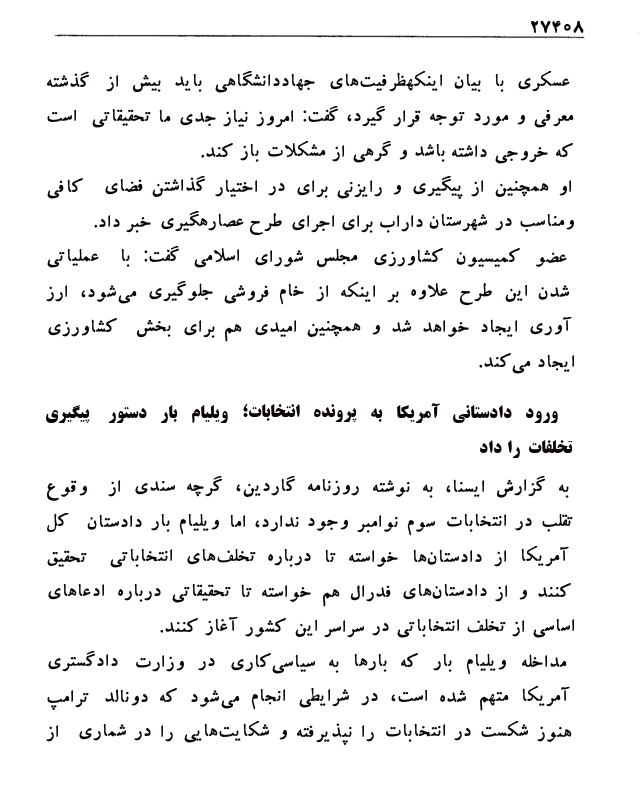 ۲۷۴۰۸
عسکری با بیان اینکهظرفیت‌های جهاددانشگاهی باید بیش از گذشته
معرفی و مورد توجه قرار گیرد، گفت: امروز نیاز جدی ما تحقیقاتی است
که خروجی داشته باشد و گرهی از مشکلات باز کند.
او همچنین از پیگیری و رایزنی برای در اختیار گذاشتن فضای کافی
ومناسب در شهرستان داراب برای اجرای طرح عصارهگیری خبر داد.
عضو کمیسیون کشاورزی مجلس شورای اسلامی گفت: با عملیاتی
شدن این طرح علاوه بر اینکه از خام فروشی جلوگیری می‌شود، ارز
آوری ایجاد خواهد شد و همچنین امیدی هم برای بخش کشاورزی
ایجاد می‌کند.
ورود دادستانی آمریکا به پرونده انتخابات؛ ویلیام بار دستور پیگیری
تخلفات را داد
به گزارش ایسنا، به نوشته روزنامه گاردین، گرچه سندی از وقوع
تقلب در انتخابات سوم نوامبر وجود ندارد، اما ویلیام بار دادستان کل
آمریکا از دادستان‌ها خواسته تا درباره تخلف‌های انتخاباتی تحقیق
کنند و از دادستان‌های فدرال هم خواسته تا تحقیقاتی درباره ادعاهای
اساسی از تخلف انتخاباتی در سراسر این کشور آغاز کنند.
مداخله ویلیام بار که بارها به سیاسی‌کاری در وزارت دادگستری
آمریکا متهم شده است، در شرایطی انجام می‌شود که دونالد ترامپ
هنوز شکست در انتخابات را نپذیرفته و شکایت‌هایی را در شماری از